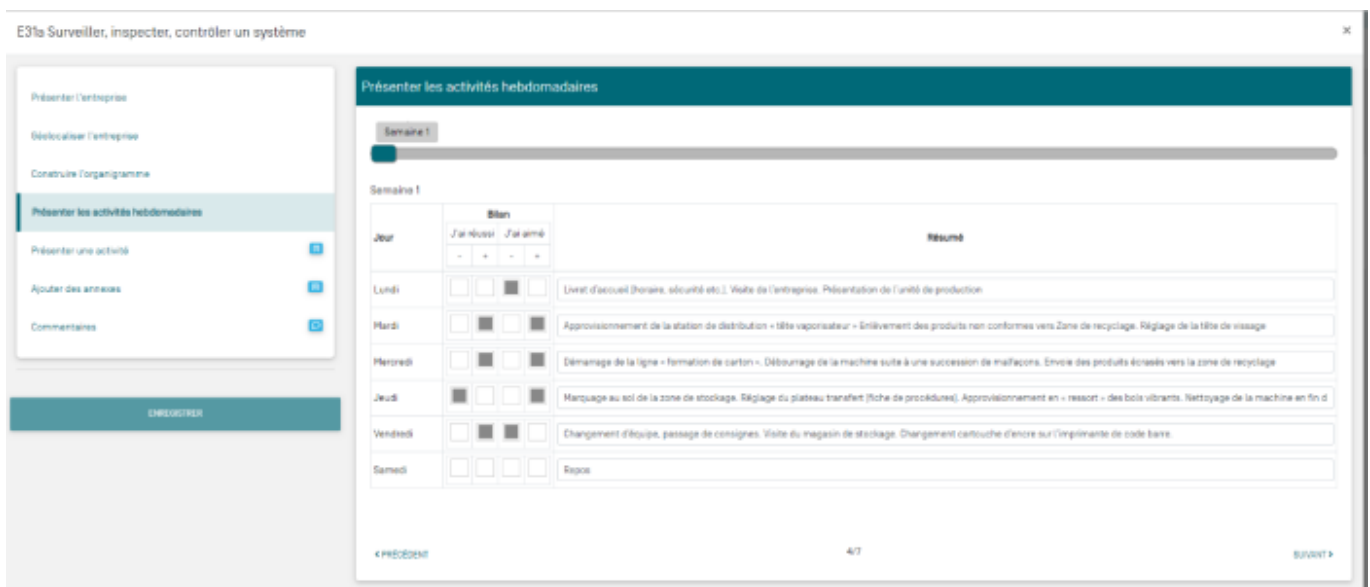 E31a Surveiller, inspecter, contrôler un système
×
Présenter l'entreprise
Géolocaliser l'entreprise
Construire l'organigramme
Présenter les activités hebdomadaires
Présenter une activité
Ajouter des annexes
Commentaires
ENREGISTRER
Présenter les activités hebdomadaires
Semaine 1
Semaine 1
Jour
Bilan
Résumé
J'ai réussi J'ai aimé
- + - +
Lundi Livret d'accueil (horaire, sécurité etc.). Visite de l'entreprise. Présentation de l'unité de production
Mardi Approvisionnement de la station de distribution « tête vaporisateur » Enlèvement des produits non conformes vers Zone de recyclage. Réglage de la tête de vissage
Mercredi Démarrage de la ligne « formation de carton ». Débourrage de la machine suite à une succession de malfaçons. Envoie des produits écrasés vers la zone de recyclage
Jeudi Marquage au sol de la zone de stockage. Réglage du plateau transfert (fiche de procédures). Approvisionnement en « ressort » des bols vibrants. Nettoyage de la machine en fin d
Vendredi Changement d'équipe, passage de consignes. Visite du magasin de stockage. Changement cartouche d'encre sur l'imprimante de code barre.
Samedi Repos
< PRÉCÉDENT 4/7 SUIVANT >